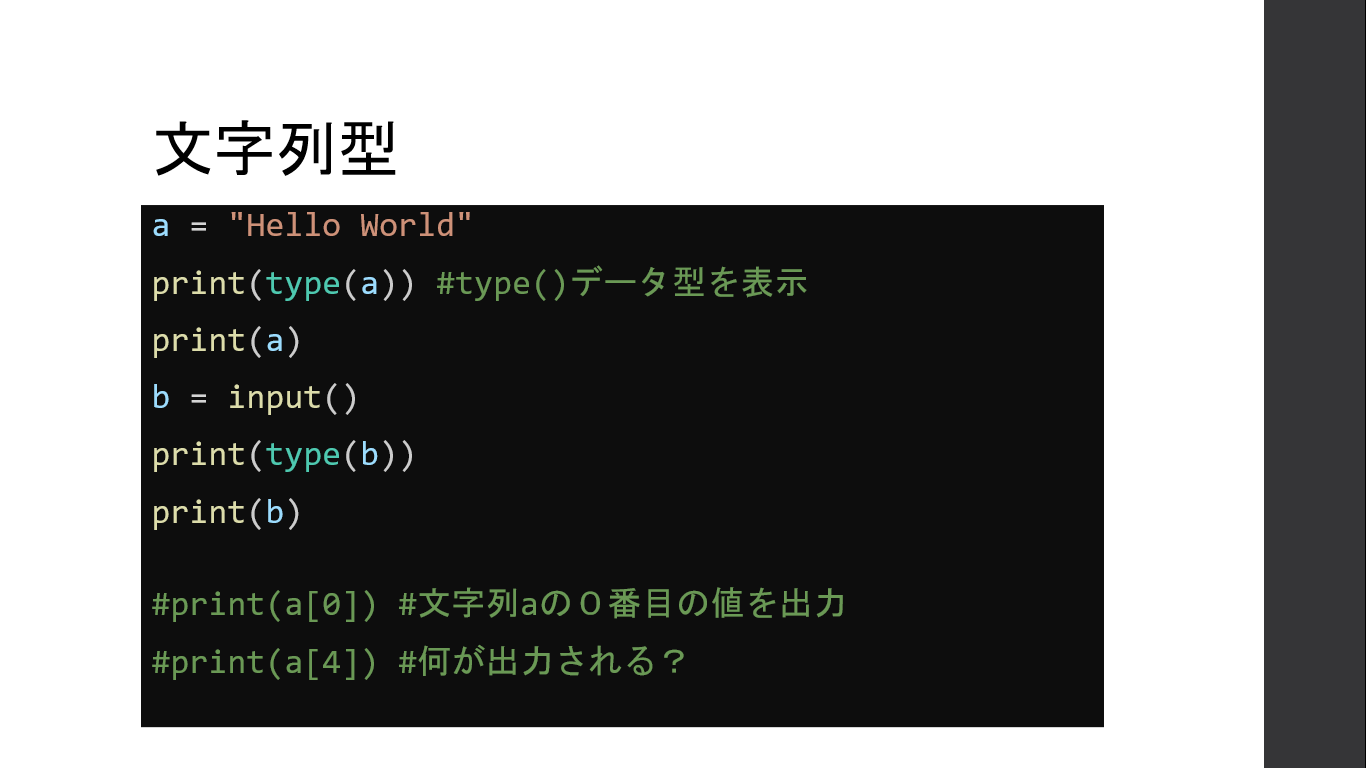 文字列型
a = "Hello World"
print(type(a)) #type()データ型を表示
print(a)
b = input()
print(type(b))
print(b)
#print(a[0]) #文字列aの０番目の値を出力
#print(a[4]) #何が出力される？